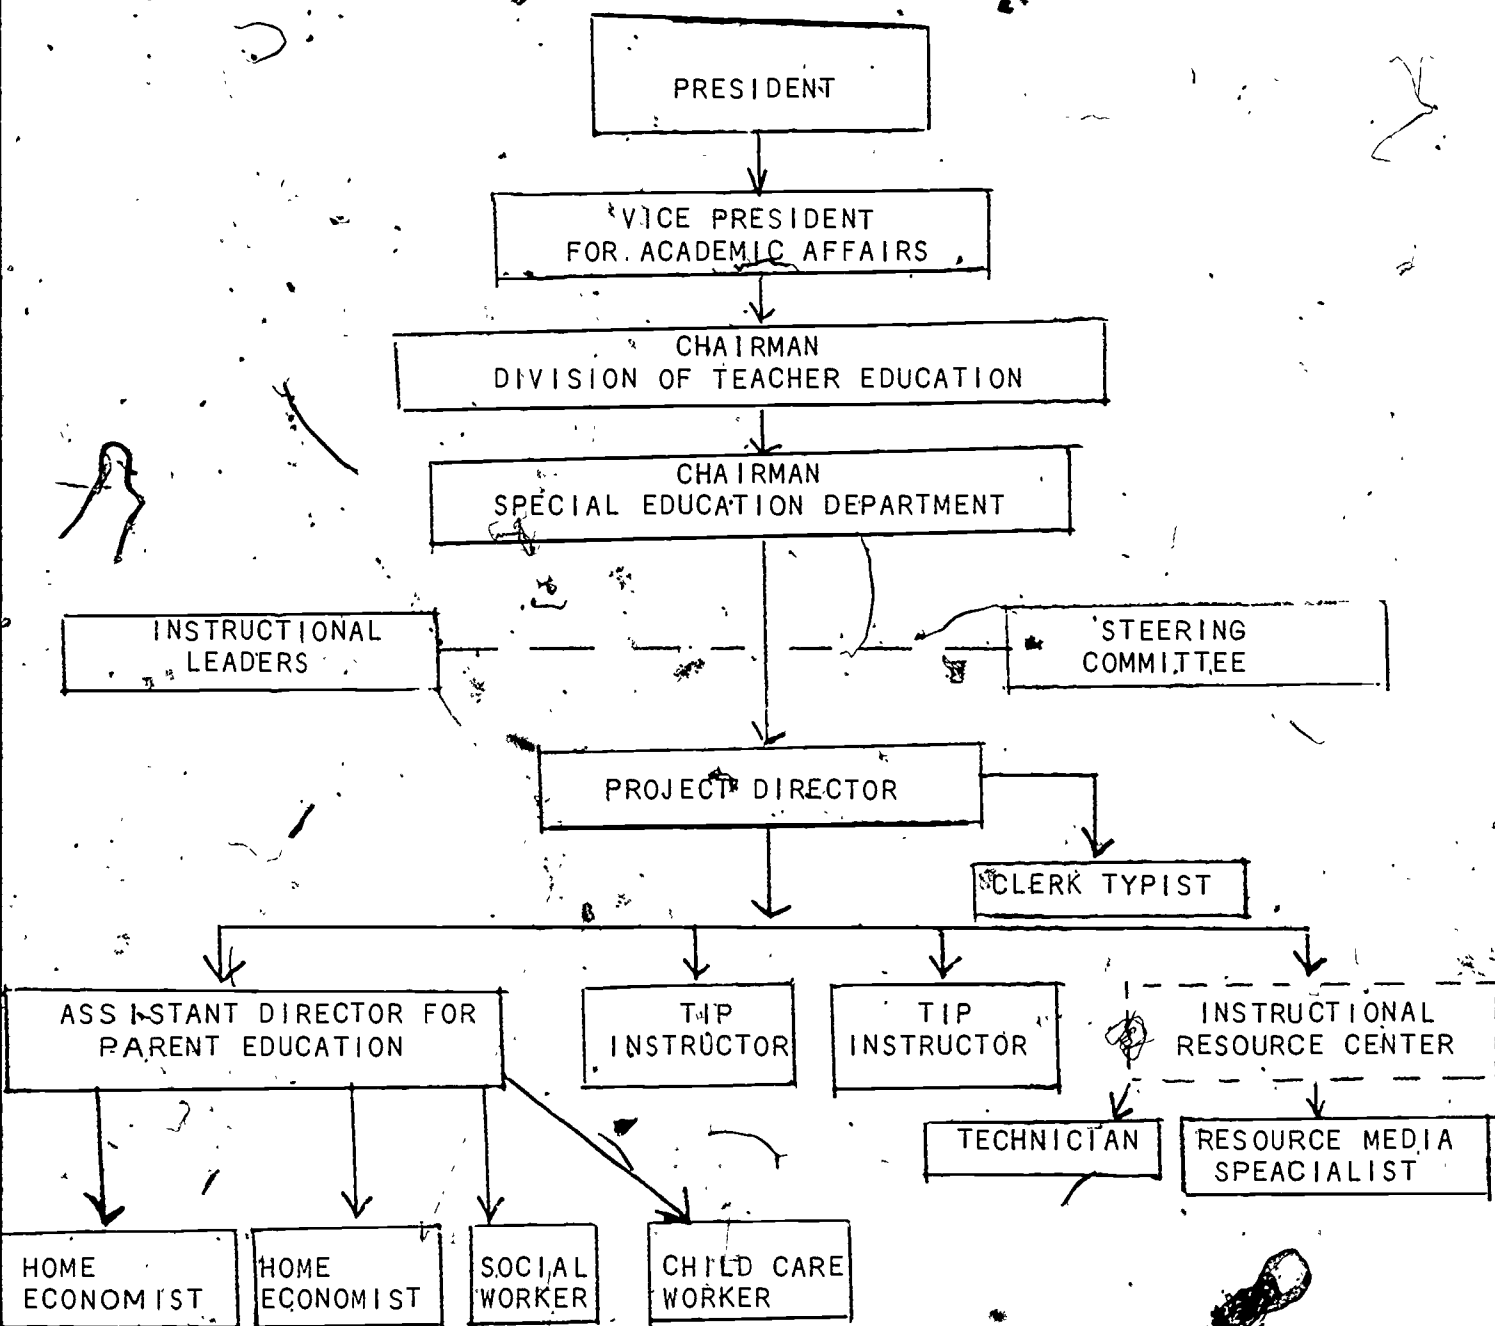 PRESIDENT
VICE PRESIDENT
FOR ACADEMIC AFFAIRS
CHAIRMAN
DIVISION OF TEACHER EDUCATION
CHAIRMAN
SPECIAL EDUCATION DEPARTMENT
INSTRUCTIONAL
LEADERS
STEERING
COMMITTEE
PROJECT DIRECTOR
CLERK TYPIST
ASSISTANT DIRECTOR FOR
PARENT EDUCATION
TIP
INSTRUCTOR
TIP
INSTRUCTOR
INSTRUCTIONAL
RESOURCE CENTER
TECHNICIAN
RESOURCE MEDIA
SPEACIALIST
HOME
ECONOMIST
HOME
ECONOMIST
SOCIAL
WORKER
CHILD CARE
WORKER